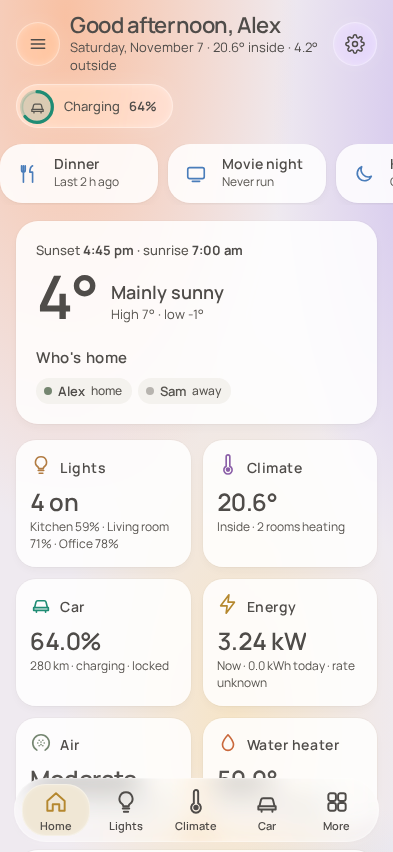 Good afternoon, Alex
Saturday, November 7 · 20.6° inside · 4.2°
outside
Charging 64%
Dinner
Last 2 h ago
Movie night
Never run
Sunset 4:45 pm · sunrise 7:00 am
4°
Mainly sunny
High 7° · low -1°
Who's home
Alex home
Sam away
Lights
4 on
Kitchen 59% · Living room
71% · Office 78%
Climate
20.6°
Inside · 2 rooms heating
Car
64.0%
280 km · charging · locked
Energy
3.24 kW
Now · 0.0 kWh today · rate
unknown
Air
Moderate
Water heater
Home
Lights
Climate
Car
More